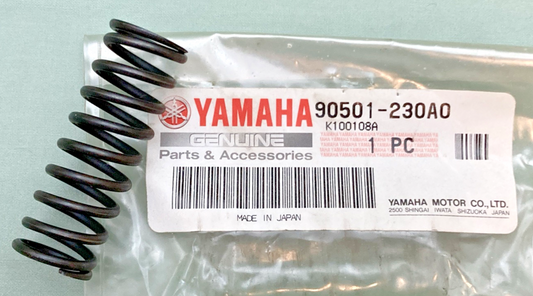 YAMAHA 90501-230A0
K100108A
GENUINE
Parts & Accessories
1 PC
MADE IN JAPAN
YAMAHA MOTOR CO.,LTD.
2500 SHINGAI IWATA SHIZUOKA JAPAN